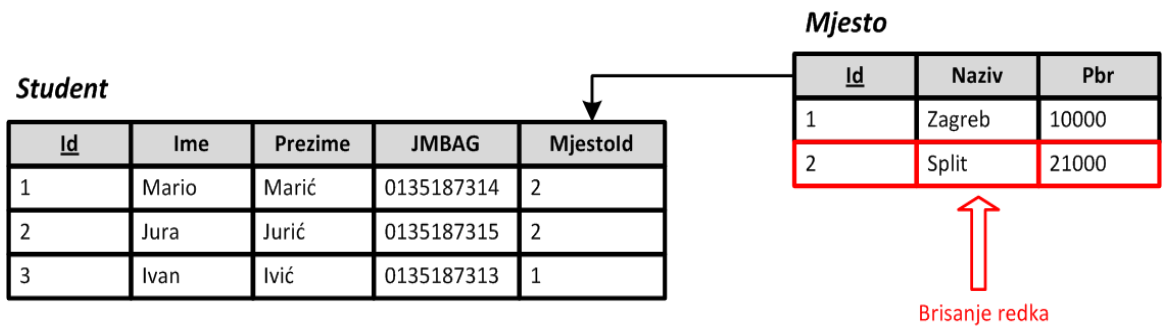 Mjesto
Id Naziv Pbr
1 Zagreb 10000
2 Split 21000
Brisanje redka
Student
Id Ime Prezime JMBAG MjestoId
1 Mario Marić 0135187314 2
2 Jura Jurić 0135187315 2
3 Ivan Ivić 0135187313 1